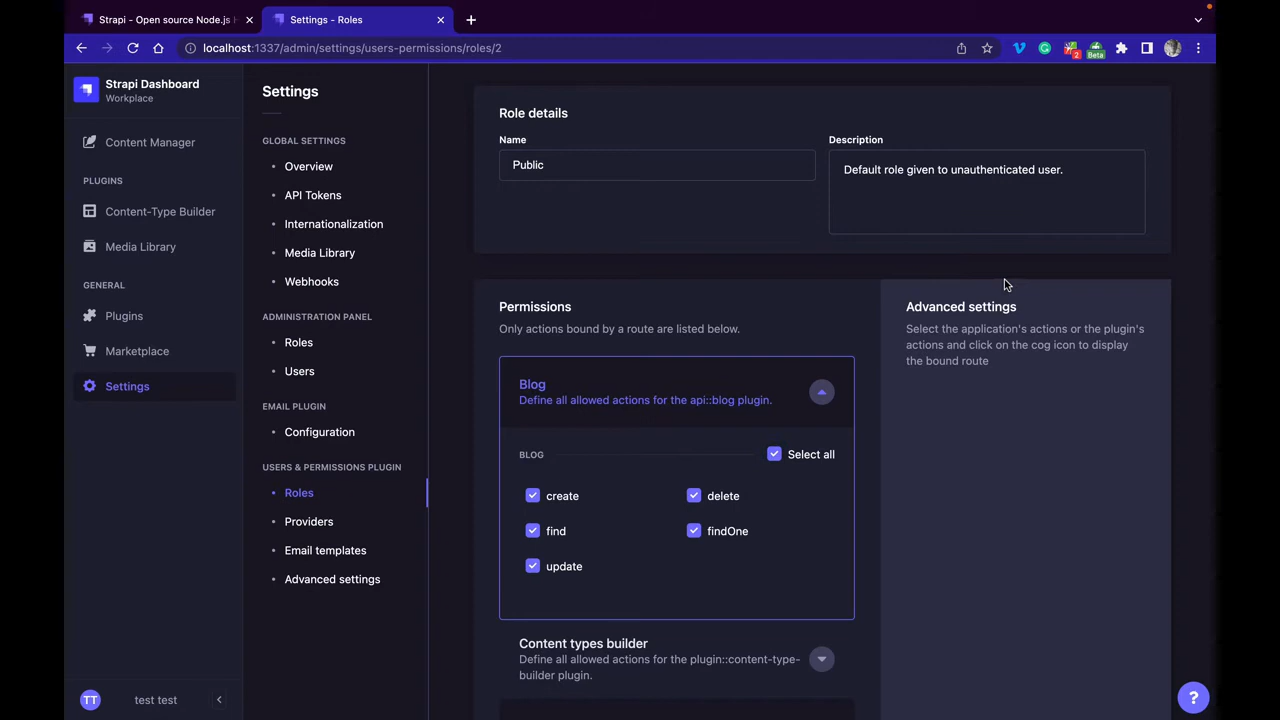 Strapi - Open source Node.js
Settings - Roles
localhost:1337/admin/settings/users-permissions/roles/2
2
Beta
Strapi Dashboard
Workplace
Content Manager
PLUGINS
Content-Type Builder
Media Library
GENERAL
Plugins
Marketplace
Settings
TT
test test
Settings
GLOBAL SETTINGS
Overview
API Tokens
Internationalization
Media Library
Webhooks
ADMINISTRATION PANEL
Roles
Users
EMAIL PLUGIN
Configuration
USERS & PERMISSIONS PLUGIN
Roles
Providers
Email templates
Advanced settings
Role details
Name
Public
Description
Default role given to unauthenticated user.
Permissions
Only actions bound by a route are listed below.
Blog
Define all allowed actions for the api::blog plugin.
BLOG
Select all
create
delete
find
findOne
update
Content types builder
Define all allowed actions for the plugin::content-type-
builder plugin.
Advanced settings
Select the application's actions or the plugin's
actions and click on the cog icon to display
the bound route
?